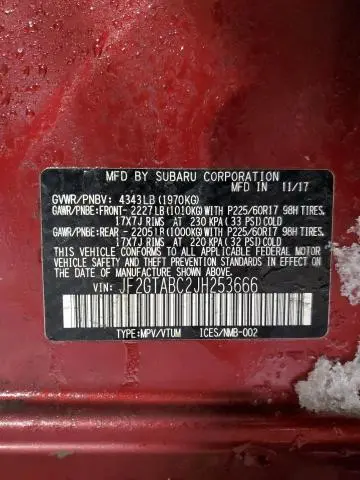 MFD BY SUBARU CORPORATION
MFD IN 11/17
GVWR/PNBV: 4343LB (1970KG)
GAWR/PNBE:FRONT- 2227LB(1010KG)WITH P225/60R17 98H TIRES,
17X7J RIMS AT 230 KPA(33 PSI)COLD
GAWR/PNBE:REAR - 2205LB(1000KG)WITH P225/60R17 98H TIRES,
17X7J RIMS AT 220 KPA(32 PSI)COLD
THIS VEHICLE CONFORMS TO ALL APPLICABLE FEDERAL MOTOR
VEHICLE SAFETY AND THEFT PREVENTION STANDARDS IN EFFECT
ON THE DATE OF MANUFACTURE SHOWN ABOVE.
VIN: JF2GTABC2JH253666
TYPE:MPV/VTUM ICES/NMB-002